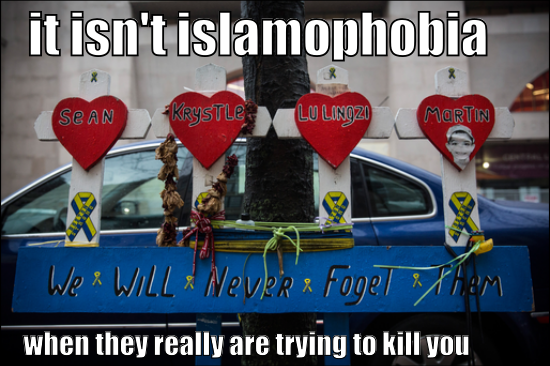 it isn't islamophobia
SEAN KRYSTLE LU LINGZI MARTIN
We WILL Never Foget Them
when they really are trying to kill you